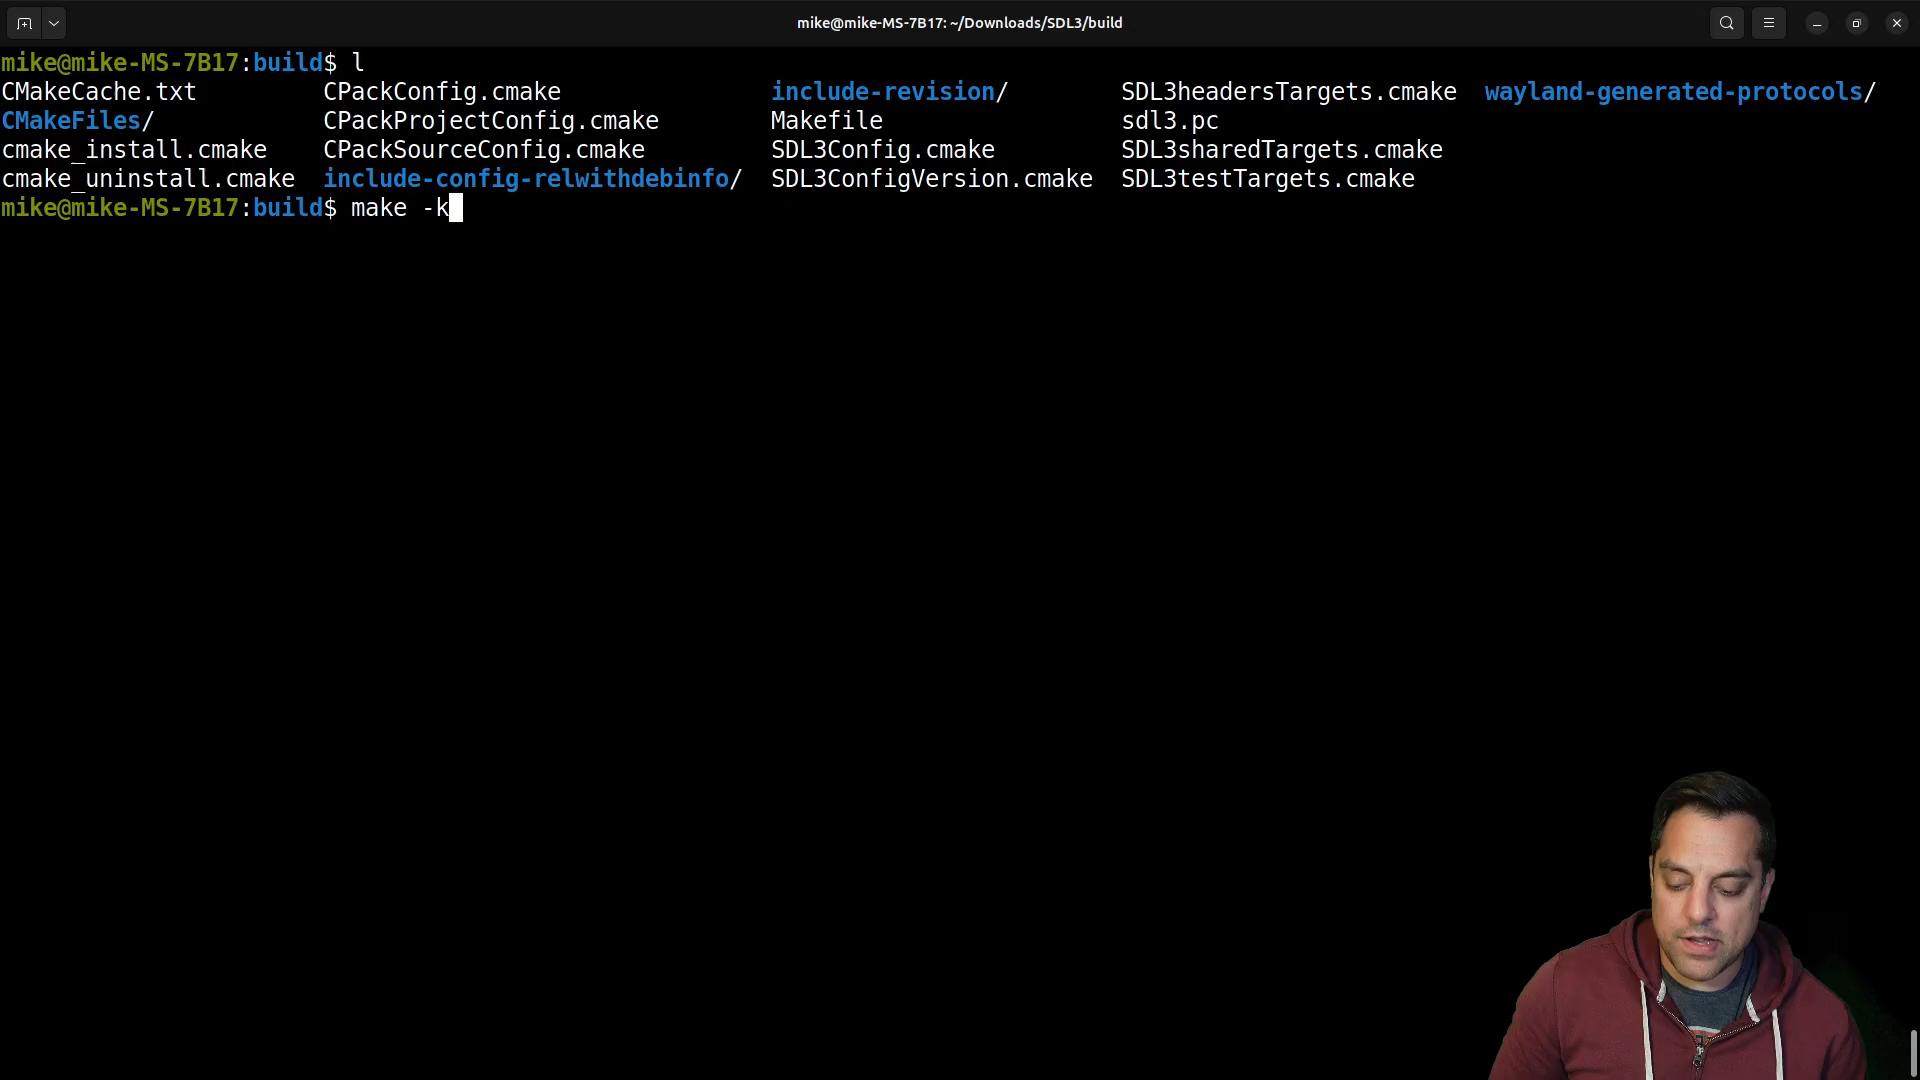 mike@mike-MS-7B17: ~/Downloads/SDL3/build
mike@mike-MS-7B17:build$ l
CMakeCache.txt CPackConfig.cmake include-revision/ SDL3headersTargets.cmake wayland-generated-protocols/
CMakeFiles/ CPackProjectConfig.cmake Makefile sdl3.pc
cmake_install.cmake CPackSourceConfig.cmake SDL3Config.cmake SDL3sharedTargets.cmake
cmake_uninstall.cmake include-config-relwithdebinfo/ SDL3ConfigVersion.cmake SDL3testTargets.cmake
mike@mike-MS-7B17:build$ make -k